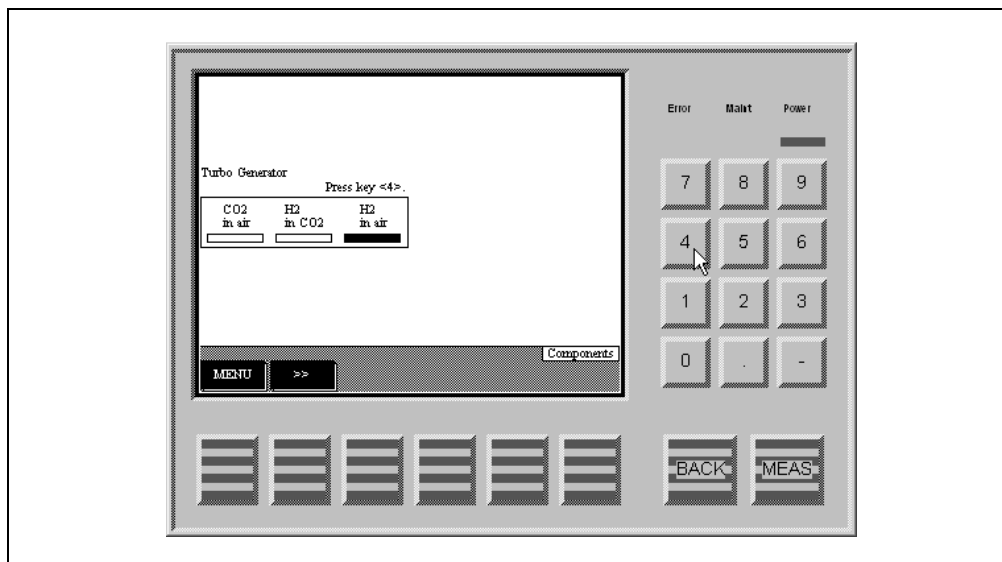 Error Maint Power
Turbo Generator
Press key <4>.
CO2 H2 H2
in air in CO2 in air
Components
MENU >>
7 8 9
4 5 6
1 2 3
0 . -
BACK MEAS